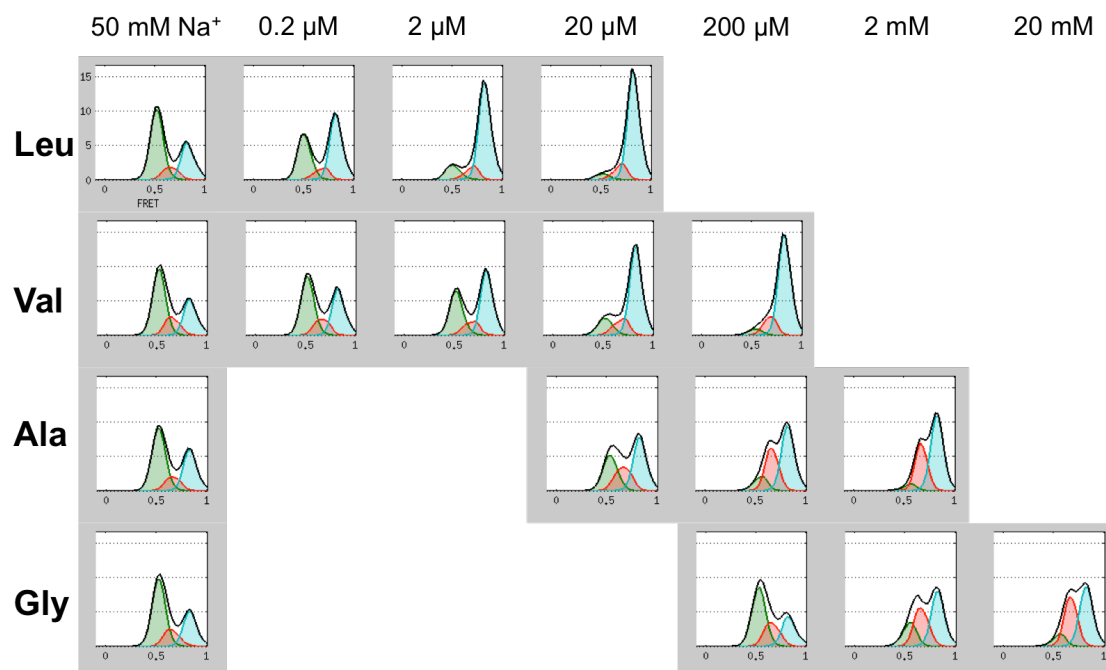 50 mM Na⁺ 0.2 µM 2 µM 20 µM 200 µM 2 mM 20 mM
15
10
5
0
Leu
0 0.5 1 0 0.5 1 0 0.5 1 0 0.5 1
FRET
Val
0 0.5 1 0 0.5 1 0 0.5 1 0 0.5 1 0 0.5 1
Ala
0 0.5 1 0 0.5 1 0 0.5 1 0 0.5 1
Gly
0 0.5 1 0 0.5 1 0 0.5 1 0 0.5 1